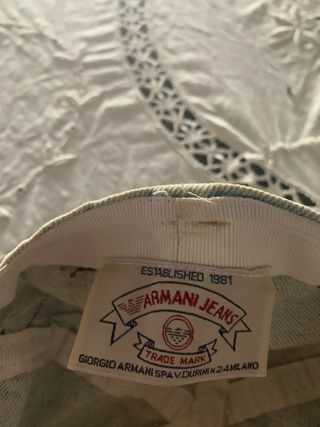 ESTABLISHED 1981
ARMANI JEANS
TRADE MARK
GIORGIO ARMANI SPA V. DURINI N 24 MILANO